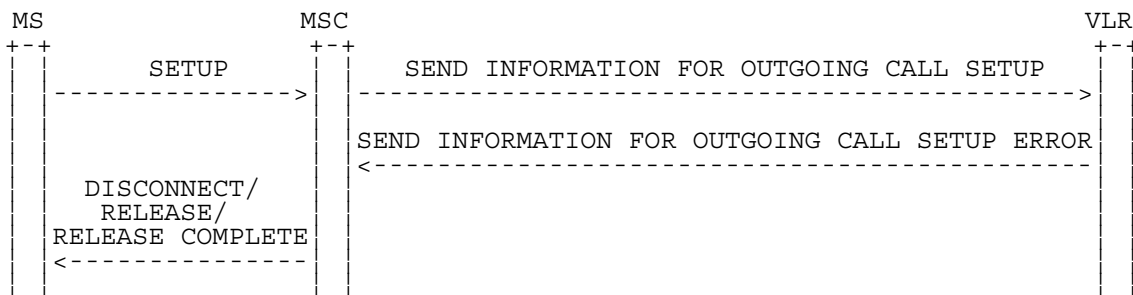 MS MSC VLR
SETUP SEND INFORMATION FOR OUTGOING CALL SETUP
SEND INFORMATION FOR OUTGOING CALL SETUP ERROR
DISCONNECT/
RELEASE/
RELEASE COMPLETE